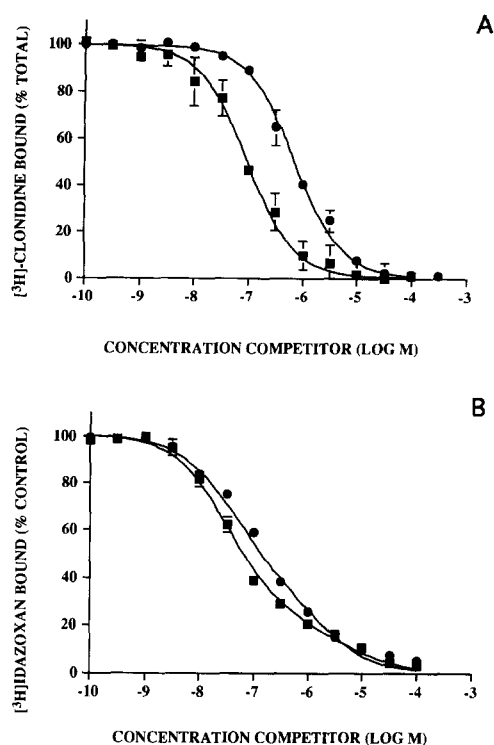 A
[³H]-CLONIDINE BOUND (% TOTAL)
100
80
60
40
20
0
-10 -9 -8 -7 -6 -5 -4 -3
CONCENTRATION COMPETITOR (LOG M)
B
[³H]IDAZOXAN BOUND (% CONTROL)
100
80
60
40
20
0
-10 -9 -8 -7 -6 -5 -4 -3
CONCENTRATION COMPETITOR (LOG M)